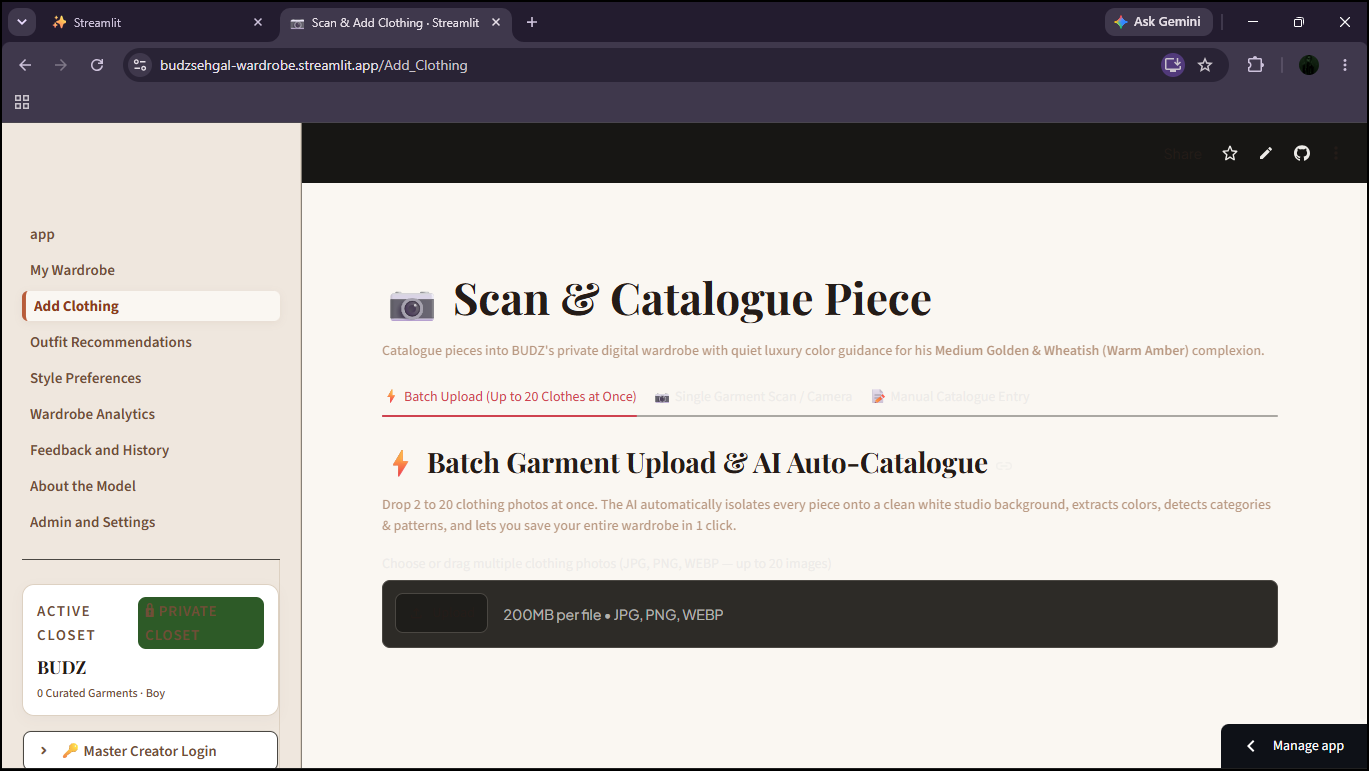 Streamlit
Scan & Add Clothing · Streamlit
Ask Gemini
budzsehgal-wardrobe.streamlit.app/Add_Clothing
Share
app
My Wardrobe
Add Clothing
Outfit Recommendations
Style Preferences
Wardrobe Analytics
Feedback and History
About the Model
Admin and Settings
ACTIVE CLOSET
PRIVATE CLOSET
BUDZ
0 Curated Garments · Boy
Master Creator Login
Scan & Catalogue Piece
Catalogue pieces into BUDZ's private digital wardrobe with quiet luxury color guidance for his Medium Golden & Wheatish (Warm Amber) complexion.
Batch Upload (Up to 20 Clothes at Once)
Single Garment Scan / Camera
Manual Catalogue Entry
Batch Garment Upload & AI Auto-Catalogue
Drop 2 to 20 clothing photos at once. The AI automatically isolates every piece onto a clean white studio background, extracts colors, detects categories
& patterns, and lets you save your entire wardrobe in 1 click.
Choose or drag multiple clothing photos (JPG, PNG, WEBP — up to 20 images)
200MB per file • JPG, PNG, WEBP
Manage app